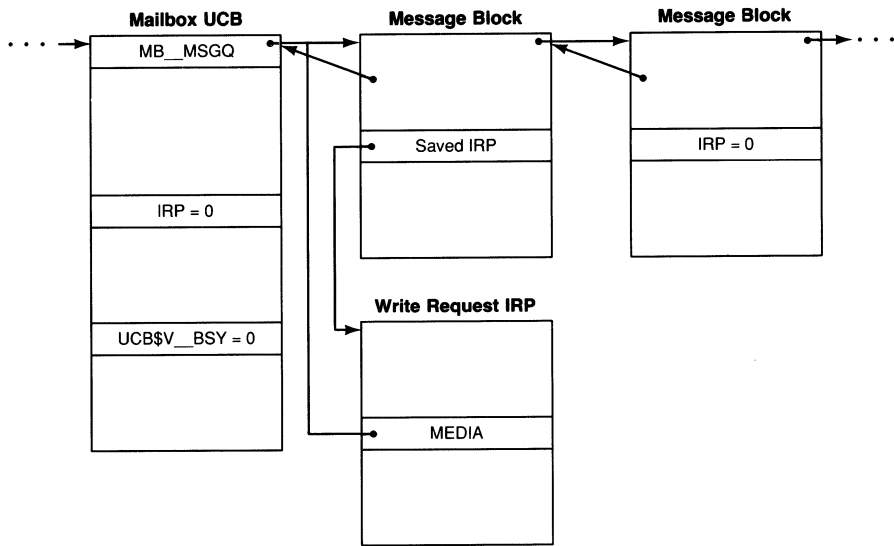 Mailbox UCB
Message Block
Message Block
MB__MSGQ
Saved IRP
IRP = 0
IRP = 0
Write Request IRP
UCB$V__BSY = 0
MEDIA